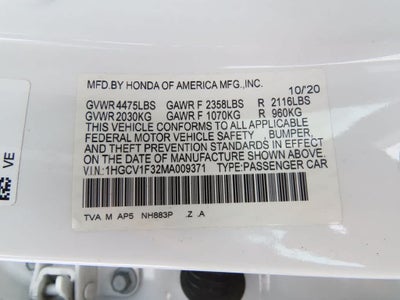 MFD.BY HONDA OF AMERICA MFG.,INC. 10/'20
GVWR 4475LBS GAWR F 2358LBS R 2116LBS
GVWR 2030KG GAWR F 1070KG R 960KG
THIS VEHICLE CONFORMS TO ALL APPLICABLE
FEDERAL MOTOR VEHICLE SAFETY , BUMPER,
AND THEFT PREVENTION STANDARDS IN EFFECT
ON THE DATE OF MANUFACTURE SHOWN ABOVE.
V I N : 1HGCV1F32MA009371 TYPE:PASSENGER CAR
TVA M AP5 NH883P .Z .A
VE